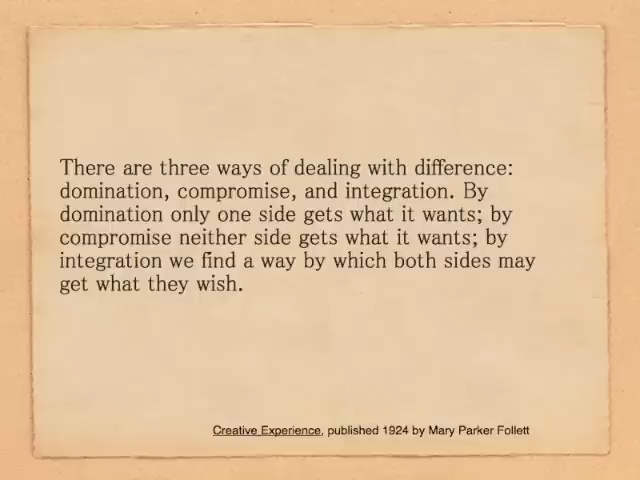 There are three ways of dealing with difference:
domination, compromise, and integration. By
domination only one side gets what it wants; by
compromise neither side gets what it wants; by
integration we find a way by which both sides may
get what they wish.
Creative Experience, published 1924 by Mary Parker Follett